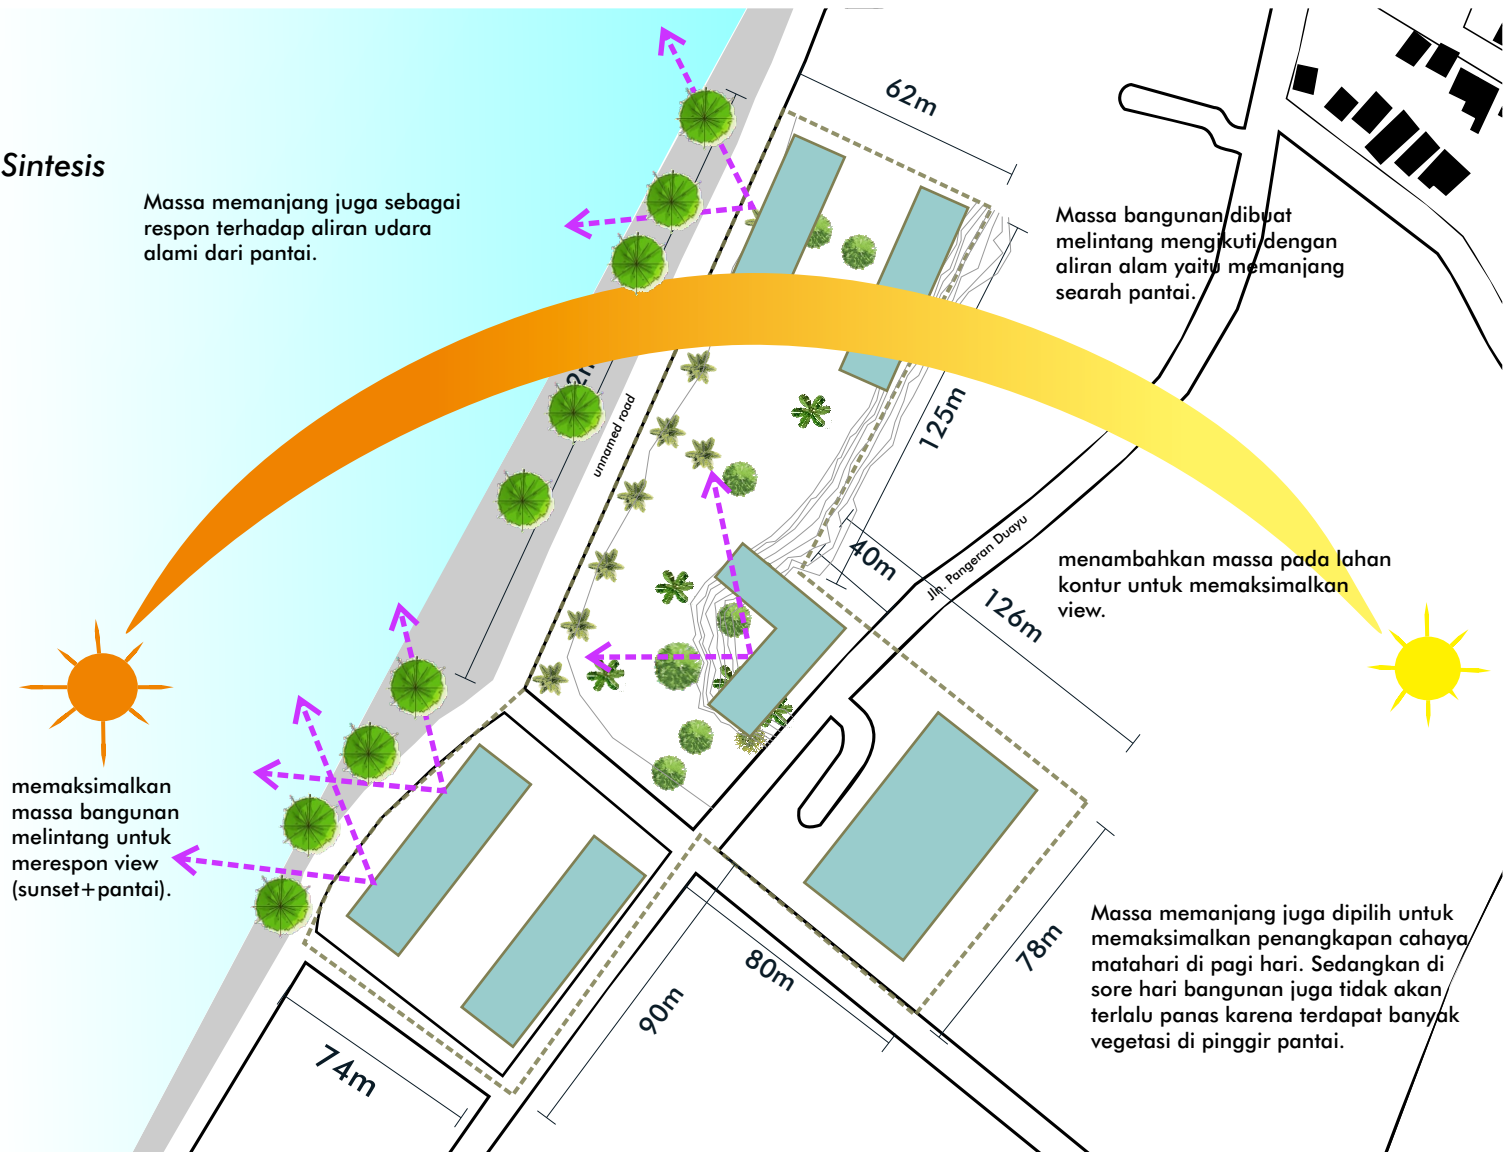 Sintesis
Massa memanjang juga sebagai
respon terhadap aliran udara
alami dari pantai.
62m
Massa bangunan dibuat
melintang mengikuti dengan
aliran alam yaitu memanjang
searah pantai.
unnamed road
125m
40m
Jln. Pangeran Duayu
126m
menambahkan massa pada lahan
kontur untuk memaksimalkan
view.
memaksimalkan
massa bangunan
melintang untuk
merespon view
(sunset+pantai).
74m
90m
80m
78m
Massa memanjang juga dipilih untuk
memaksimalkan penangkapan cahaya
matahari di pagi hari. Sedangkan di
sore hari bangunan juga tidak akan
terlalu panas karena terdapat banyak
vegetasi di pinggir pantai.